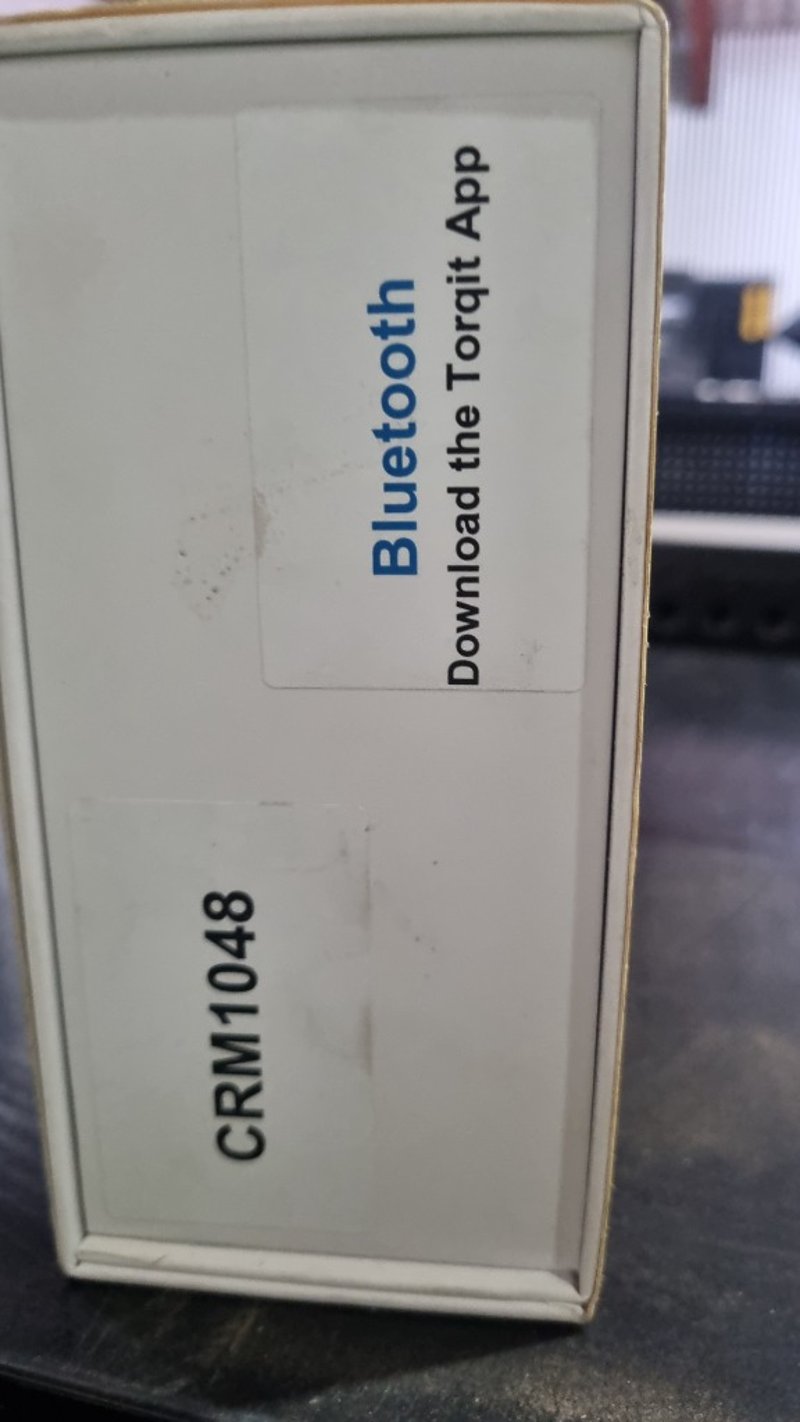 Bluetooth
Download the Torqit App
CRM1048